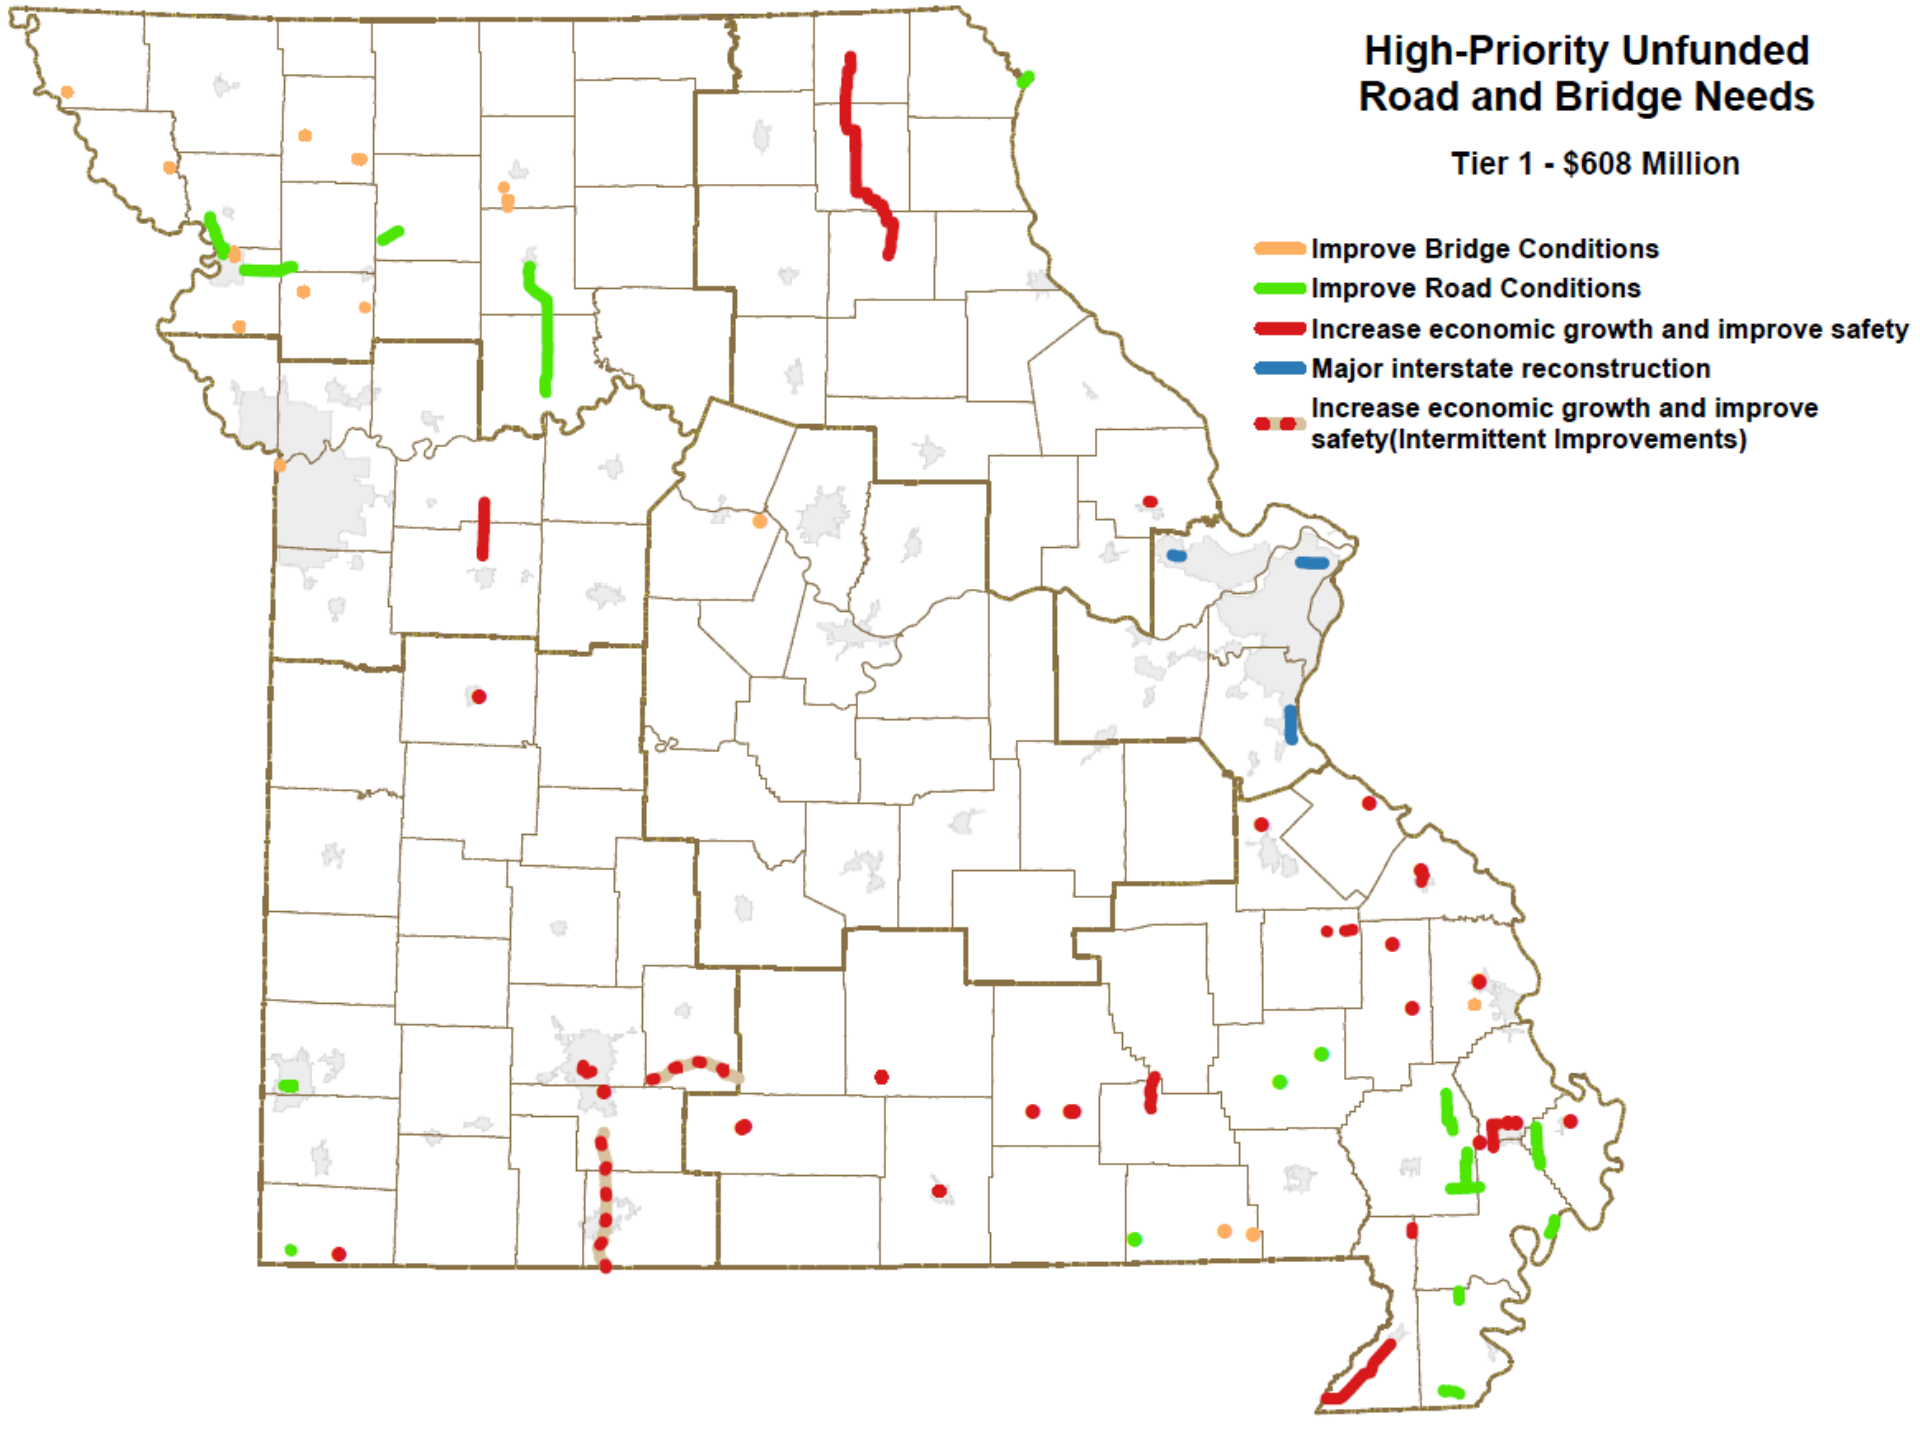 High-Priority Unfunded
Road and Bridge Needs
Tier 1 - $608 Million
Improve Bridge Conditions
Improve Road Conditions
Increase economic growth and improve safety
Major interstate reconstruction
Increase economic growth and improve
safety(Intermittent Improvements)